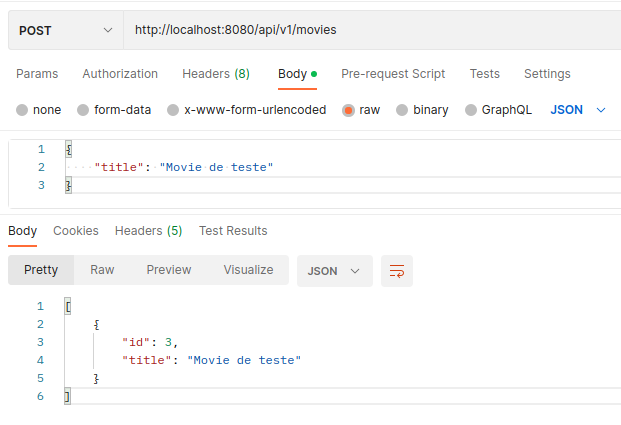 POST http://localhost:8080/api/v1/movies
Params Authorization Headers (8) Body Pre-request Script Tests Settings
none form-data x-www-form-urlencoded raw binary GraphQL JSON
1 {
2 "title": "Movie de teste"
3 }
Body Cookies Headers (5) Test Results
Pretty Raw Preview Visualize JSON
1 [
2 {
3 "id": 3,
4 "title": "Movie de teste"
5 }
6 ]